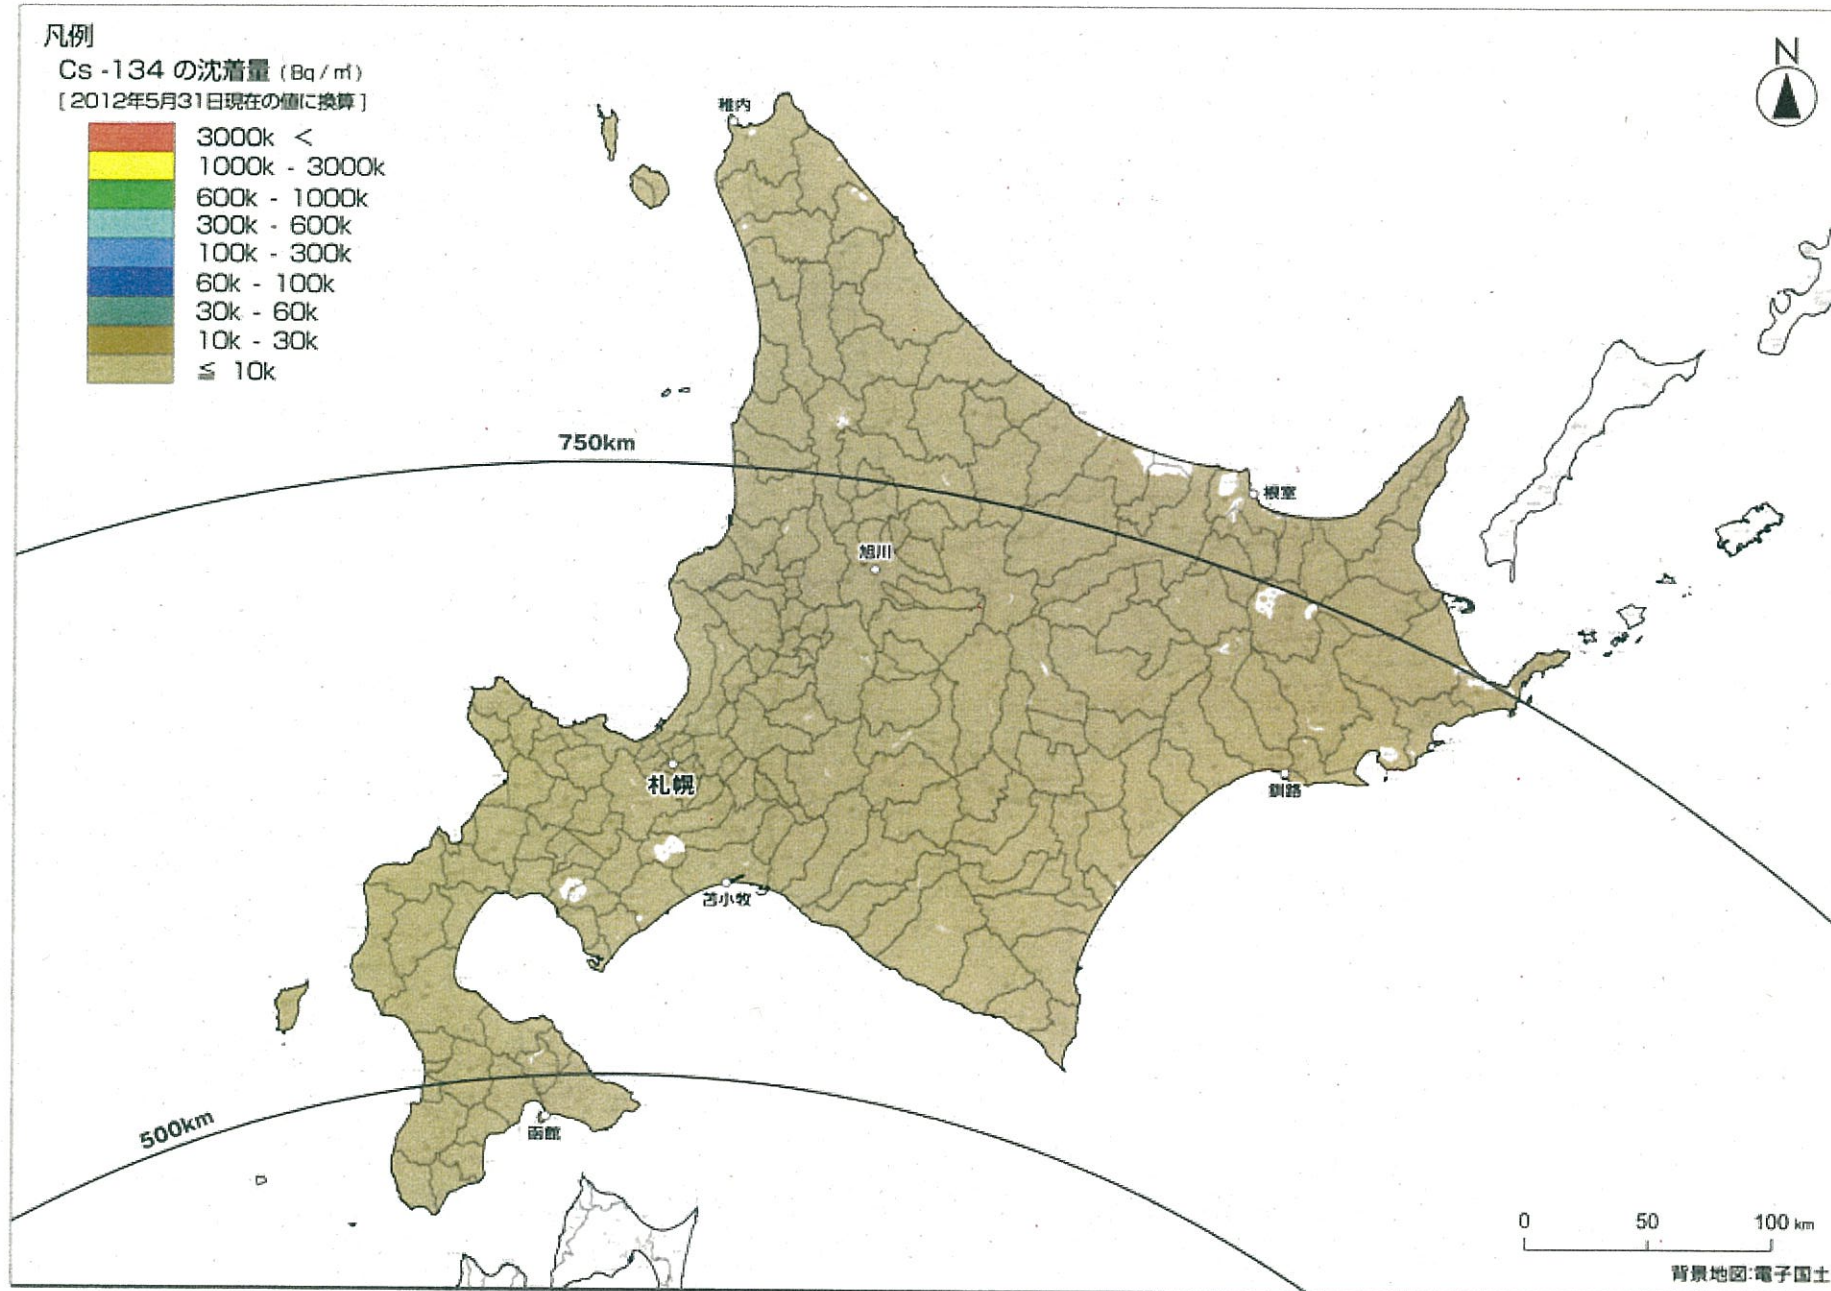 凡例
Cs -134 の沈着量 (Bq/㎡)
[ 2012年5月31日現在の値に換算 ]
3000k <
1000k - 3000k
600k - 1000k
300k - 600k
100k - 300k
60k - 100k
30k - 60k
10k - 30k
≦ 10k
N
稚内
750km
根室
旭川
札幌
釧路
苫小牧
500km
函館
0 50 100 km
背景地図:電子国土